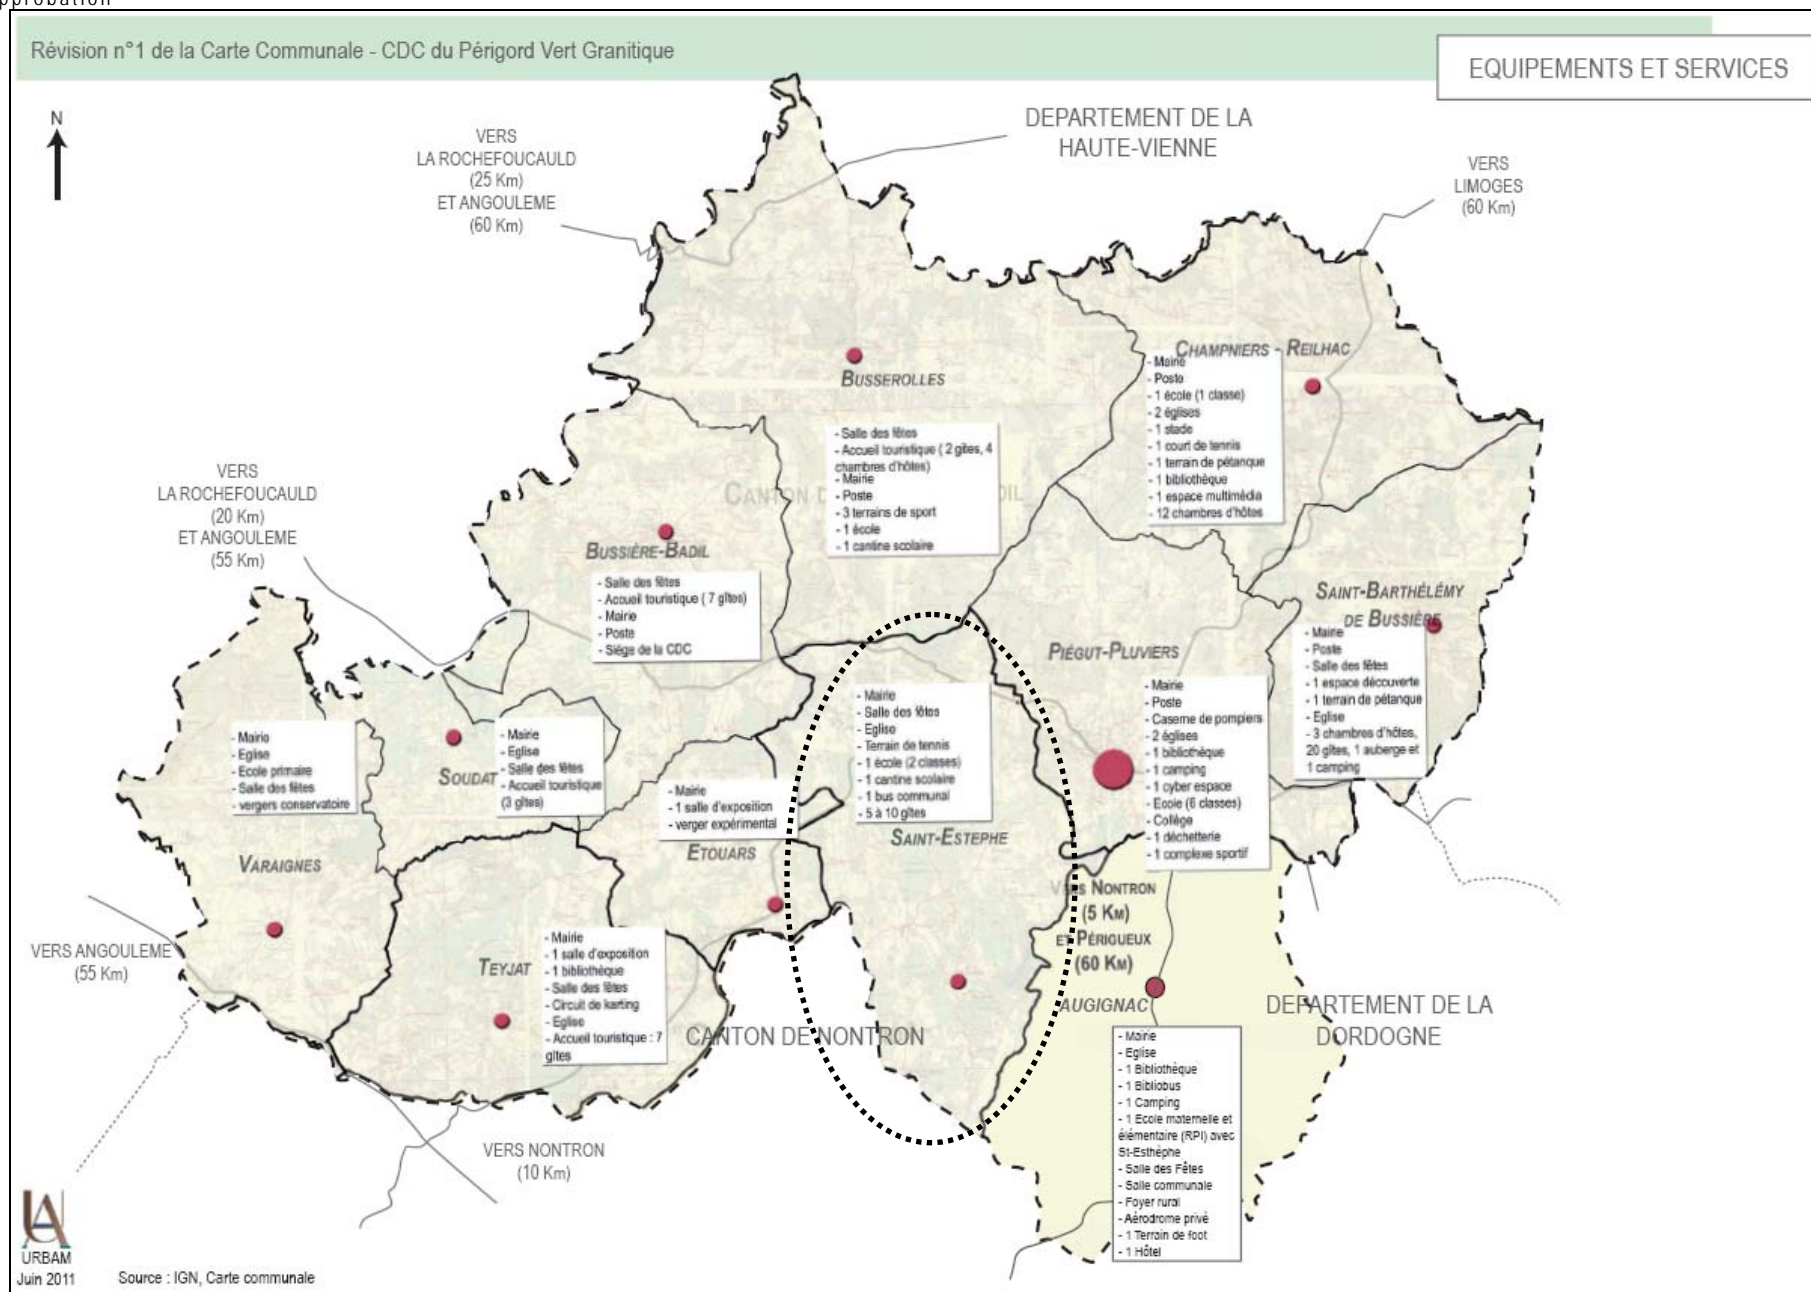 pprobation
Révision n°1 de la Carte Communale - CDC du Périgord Vert Granitique
EQUIPEMENTS ET SERVICES
N
VERS
LA ROCHEFOUCAULD
(25 Km)
ET ANGOULEME
(60 Km)
DEPARTEMENT DE LA
HAUTE-VIENNE
VERS
LIMOGES
(60 Km)
BUSSEROLLES
- Salle des fêtes
- Accueil touristique ( 2 gîtes, 4
chambres d'hôtes)
- Mairie
- Poste
- 3 terrains de sport
- 1 école
- 1 cantine scolaire
CANTON D
DIL
CHAMPNIERS - REILHAC
- Mairie
- Poste
- 1 école (1 classe)
- 2 églises
- 1 stade
- 1 court de tennis
- 1 terrain de pétanque
- 1 bibliothèque
- 1 espace multimédia
- 12 chambres d'hôtes
VERS
LA ROCHEFOUCAULD
(20 Km)
ET ANGOULEME
(55 Km)
BUSSIÈRE-BADIL
- Salle des fêtes
- Accueil touristique ( 7 gîtes)
- Mairie
- Poste
- Siége de la CDC
SAINT-BARTHÉLÉMY
DE BUSSIÈRE
- Mairie
- Poste
- Salle des fêtes
- 1 espace découverte
- 1 terrain de pétanque
- Eglise
- 3 chambres d'hôtes,
20 gîtes, 1 auberge et
1 camping
PIÉGUT-PLUVIERS
- Mairie
- Poste
- Caserne de pompiers
- 2 églises
- 1 bibliothèque
- 1 camping
- 1 cyber espace
- Ecole (6 classes)
- Collège
- 1 déchetterie
- 1 complexe sportif
- Mairie
- Salle des fêtes
- Eglise
- Terrain de tennis
- 1 école (2 classes)
- 1 cantine scolaire
- 1 bus communal
- 5 à 10 gîtes
SAINT-ESTEPHE
- Mairie
- Eglise
- Ecole primaire
- Salle des fêtes
- vergers conservatoire
VARAIGNES
SOUDAT
- Mairie
- Eglise
- Salle des fêtes
- Accueil touristique
(3 gîtes)
- Mairie
- 1 salle d'exposition
- verger expérimental
ETOUARS
VERS NONTRON
(5 KM)
ET PÉRIGUEUX
(60 KM)
VERS ANGOULEME
(55 Km)
TEYJAT
- Mairie
- 1 salle d'exposition
- 1 bibliothèque
- Salle des fêtes
- Circuit de karting
- Eglise
- Accueil touristique : 7
gîtes
CANTON DE NONTRON
AUGIGNAC
DEPARTEMENT DE LA
DORDOGNE
- Mairie
- Eglise
- 1 Bibliothèque
- 1 Bibliobus
- 1 Camping
- 1 Ecole maternelle et
élémentaire (RPI) avec
St-Esthèphe
- Salle des Fêtes
- Salle communale
- Foyer rural
- Aérodrome privé
- 1 Terrain de foot
- 1 Hôtel
VERS NONTRON
(10 Km)
UA
URBAM
Juin 2011
Source : IGN, Carte communale